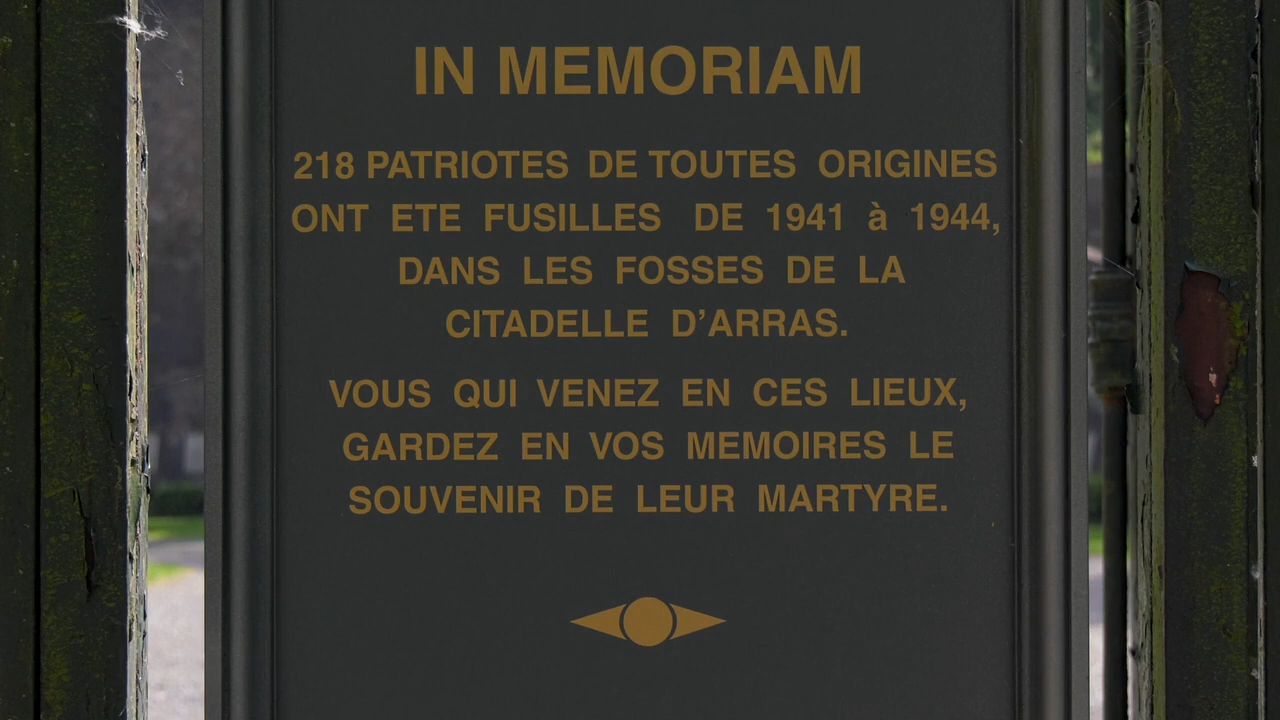 IN MEMORIAM
218 PATRIOTES DE TOUTES ORIGINES
ONT ETE FUSILLES DE 1941 à 1944,
DANS LES FOSSES DE LA
CITADELLE D’ARRAS.
VOUS QUI VENEZ EN CES LIEUX,
GARDEZ EN VOS MEMOIRES LE
SOUVENIR DE LEUR MARTYRE.